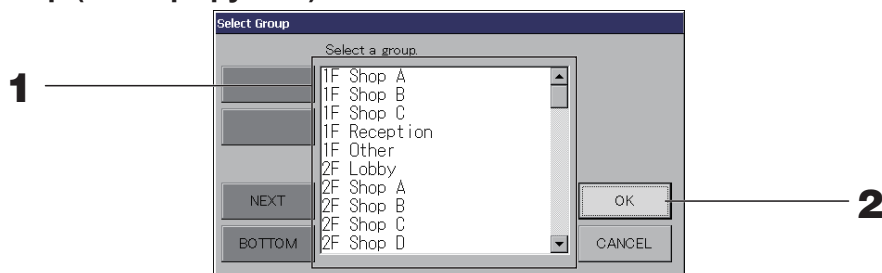 Select Group
Select a group.
1
1F Shop A
1F Shop B
1F Shop C
1F Reception
1F Other
2F Lobby
2F Shop A
2F Shop B
2F Shop C
2F Shop D
NEXT
BOTTOM
OK
2
CANCEL